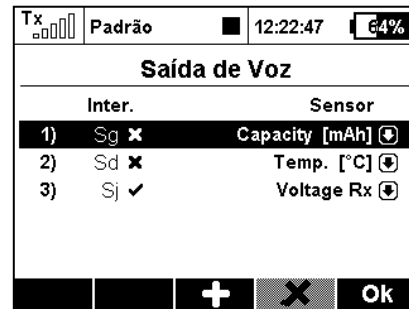 Tx Padrão 12:22:47 64%
Saída de Voz
Inter. Sensor
1) Sg Capacity [mAh]
2) Sd Temp. [°C]
3) Sj Voltage Rx
Ok